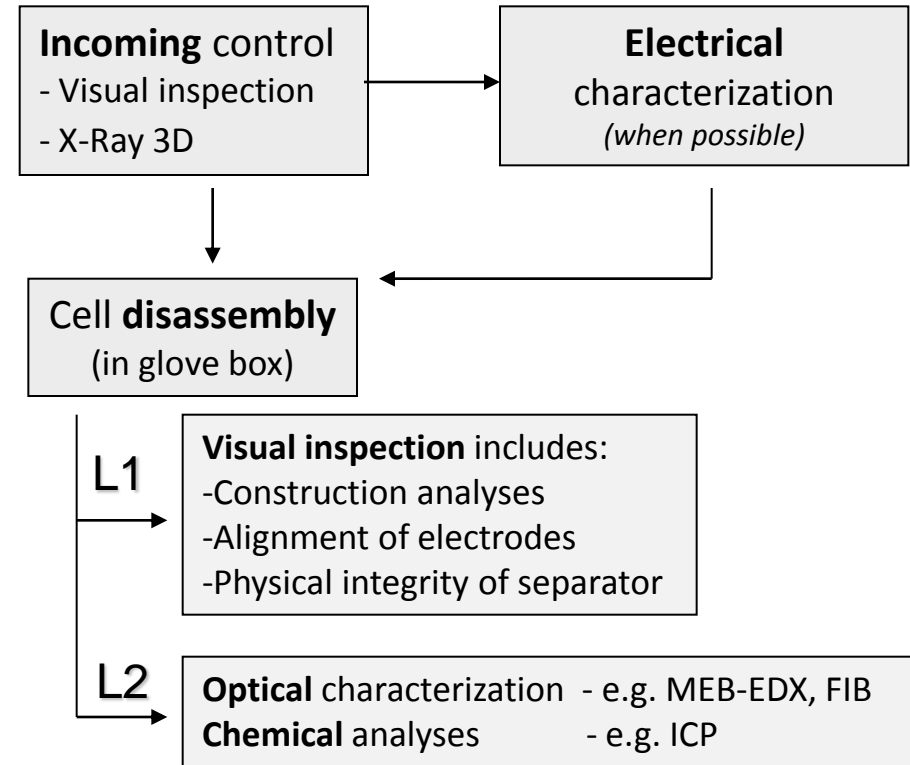 Incoming control
- Visual inspection
- X-Ray 3D
Electrical
characterization
(when possible)
Cell disassembly
(in glove box)
L1
Visual inspection includes:
-Construction analyses
-Alignment of electrodes
-Physical integrity of separator
L2
Optical characterization - e.g. MEB-EDX, FIB
Chemical analyses - e.g. ICP